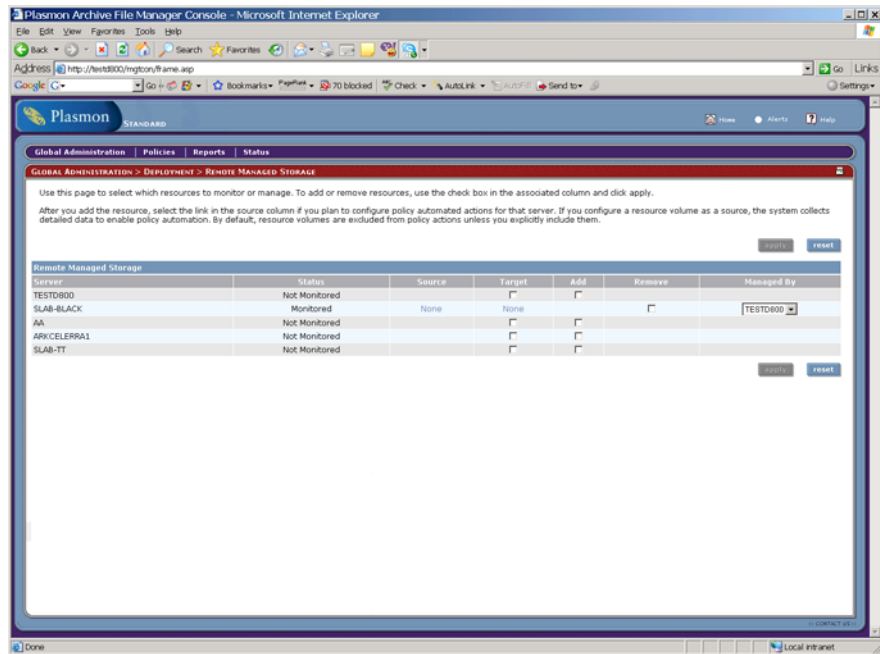 Plasmon Archive File Manager Console - Microsoft Internet Explorer
File Edit View Favorites Tools Help
Back Search Favorites
Address http://testd800/mgtcon/frame.asp Go Links
Google Go Bookmarks PageRank 70 blocked Check AutoLink AutoFill Send to Settings
Plasmon STANDARD Home Alerts Help
Global Administration | Policies | Reports | Status
GLOBAL ADMINISTRATION > DEPLOYMENT > REMOTE MANAGED STORAGE
Use this page to select which resources to monitor or manage. To add or remove resources, use the check box in the associated column and click apply.
After you add the resource, select the link in the source column if you plan to configure policy automated actions for that server. If you configure a resource volume as a source, the system collects
detailed data to enable policy automation. By default, resource volumes are excluded from policy actions unless you explicitly include them.
apply reset
Remote Managed Storage
Server Status Source Target Add Remove Managed By
TESTD800 Not Monitored
SLAB-BLACK Monitored None None TESTD800
AA Not Monitored
ARKCELERRA1 Not Monitored
SLAB-TT Not Monitored
apply reset
:: CONTACT US ::
Done Local intranet